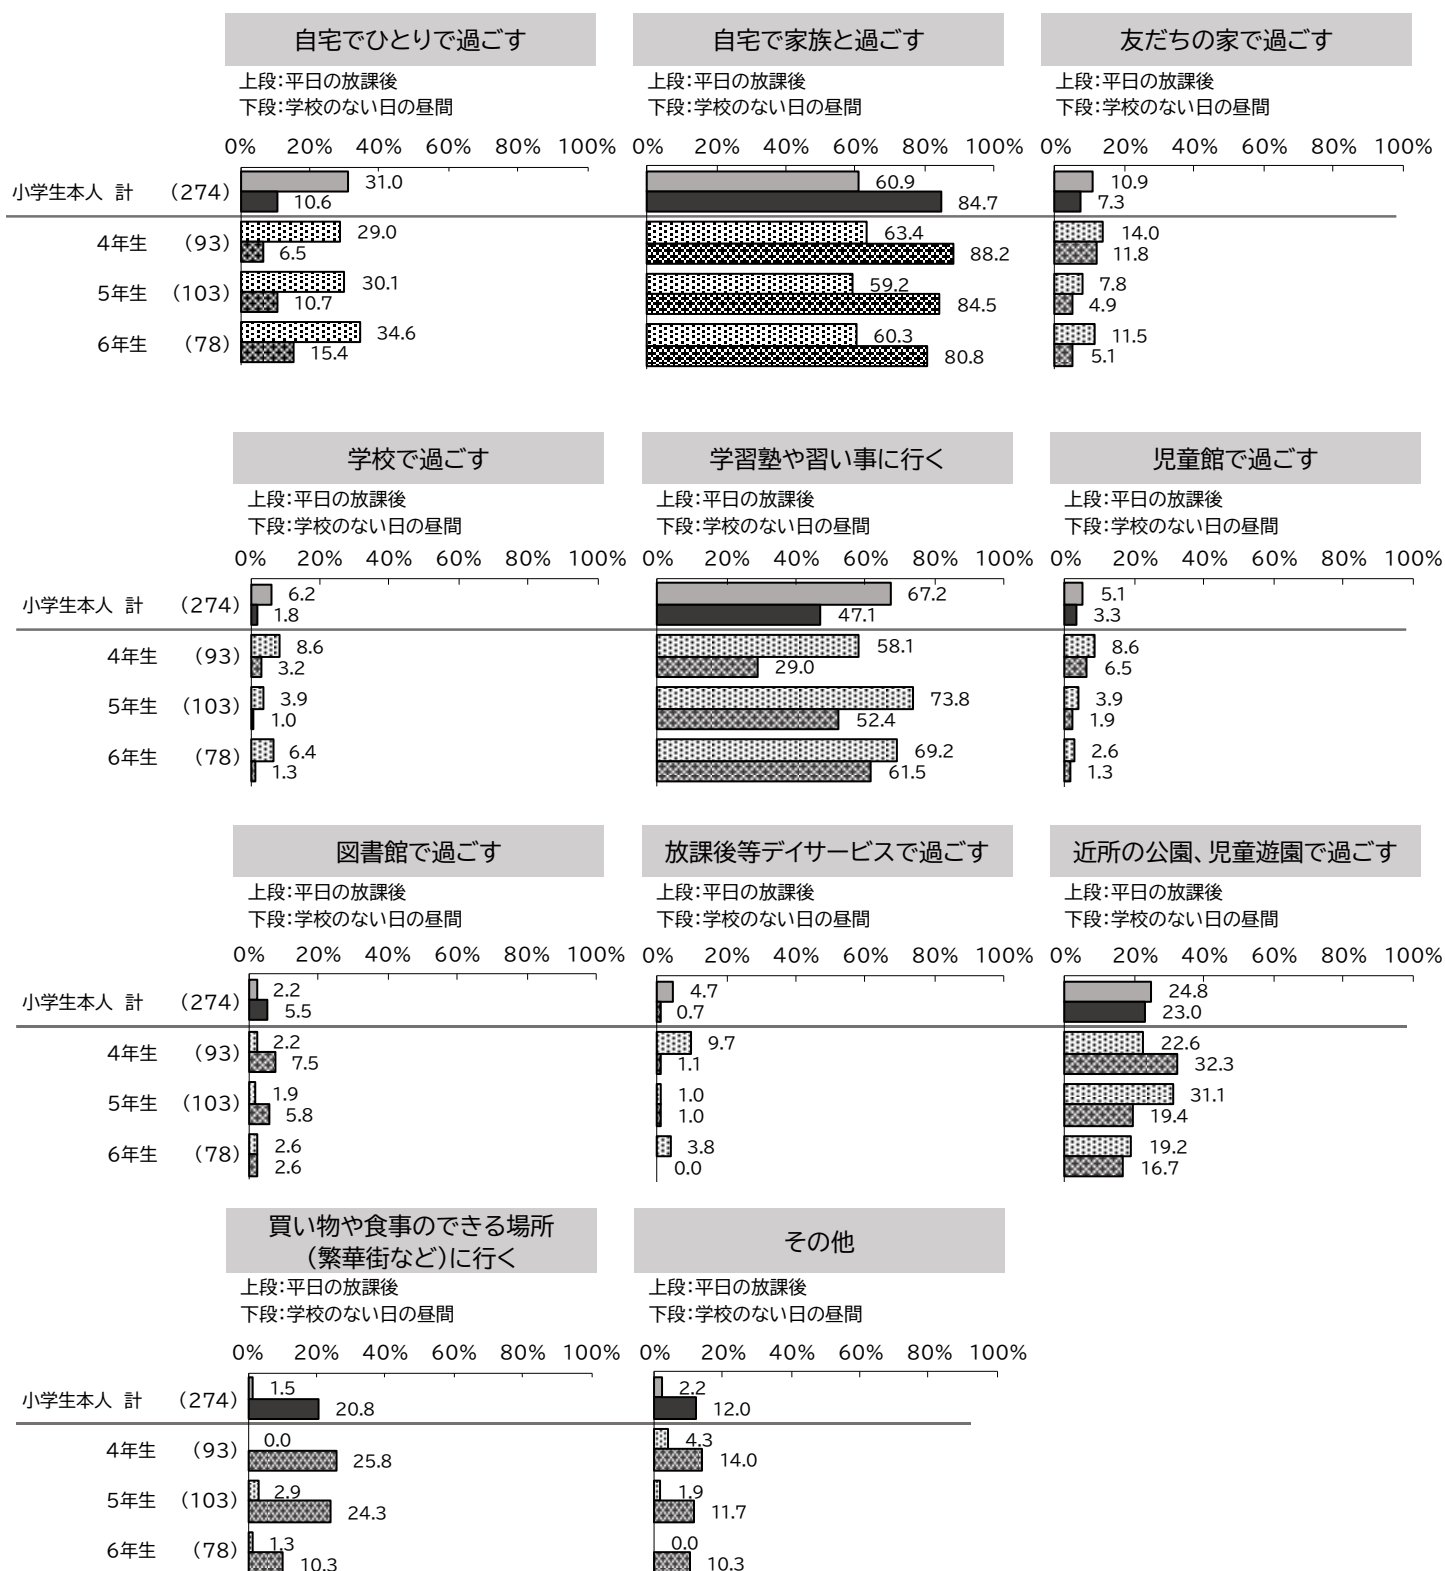 自宅でひとりで過ごす 自宅で家族と過ごす 友だちの家で過ごす
上段：平日の放課後 上段：平日の放課後 上段：平日の放課後
下段：学校のない日の昼間 下段：学校のない日の昼間 下段：学校のない日の昼間
0% 20% 40% 60% 80% 100% 0% 20% 40% 60% 80% 100% 0% 20% 40% 60% 80% 100%
小学生本人 計 （274） 31.0 60.9 10.9
10.6 84.7 7.3
4年生 （93） 29.0 63.4 14.0
6.5 88.2 11.8
5年生 （103） 30.1 59.2 7.8
10.7 84.5 4.9
6年生 （78） 34.6 60.3 11.5
15.4 80.8 5.1
学校で過ごす 学習塾や習い事に行く 児童館で過ごす
上段：平日の放課後 上段：平日の放課後 上段：平日の放課後
下段：学校のない日の昼間 下段：学校のない日の昼間 下段：学校のない日の昼間
0% 20% 40% 60% 80% 100% 0% 20% 40% 60% 80% 100% 0% 20% 40% 60% 80% 100%
小学生本人 計 （274） 6.2 67.2 5.1
1.8 47.1 3.3
4年生 （93） 8.6 58.1 8.6
3.2 29.0 6.5
5年生 （103） 3.9 73.8 3.9
1.0 52.4 1.9
6年生 （78） 6.4 69.2 2.6
1.3 61.5 1.3
図書館で過ごす 放課後等デイサービスで過ごす 近所の公園、児童遊園で過ごす
上段：平日の放課後 上段：平日の放課後 上段：平日の放課後
下段：学校のない日の昼間 下段：学校のない日の昼間 下段：学校のない日の昼間
0% 20% 40% 60% 80% 100% 0% 20% 40% 60% 80% 100% 0% 20% 40% 60% 80% 100%
小学生本人 計 （274） 2.2 4.7 24.8
5.5 0.7 23.0
4年生 （93） 2.2 9.7 22.6
7.5 1.1 32.3
5年生 （103） 1.9 1.0 31.1
5.8 1.0 19.4
6年生 （78） 2.6 3.8 19.2
2.6 0.0 16.7
買い物や食事のできる場所
（繁華街など）に行く その他
上段：平日の放課後 上段：平日の放課後
下段：学校のない日の昼間 下段：学校のない日の昼間
0% 20% 40% 60% 80% 100% 0% 20% 40% 60% 80% 100%
小学生本人 計 （274） 1.5 2.2
20.8 12.0
4年生 （93） 0.0 4.3
25.8 14.0
5年生 （103） 2.9 1.9
24.3 11.7
6年生 （78） 1.3 0.0
10.3 10.3